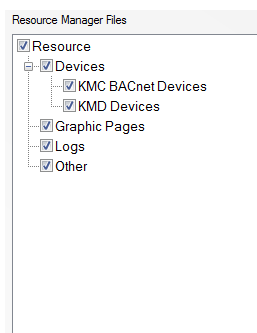 Resource Manager Files
Resource
Devices
KMC BACnet Devices
KMD Devices
Graphic Pages
Logs
Other